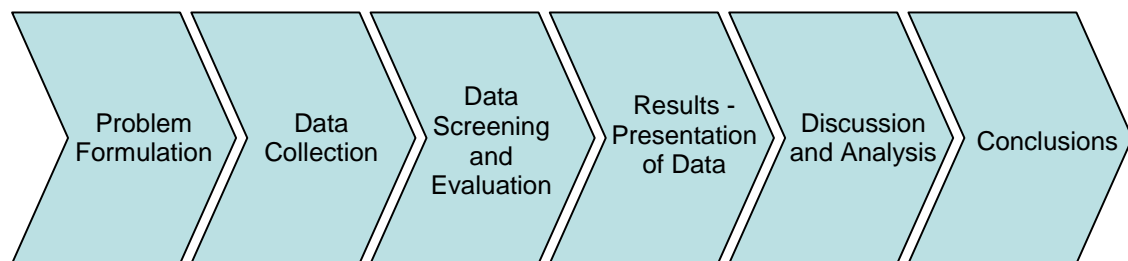 Problem
Formulation
Data
Collection
Data
Screening
and
Evaluation
Results -
Presentation
of Data
Discussion
and Analysis
Conclusions